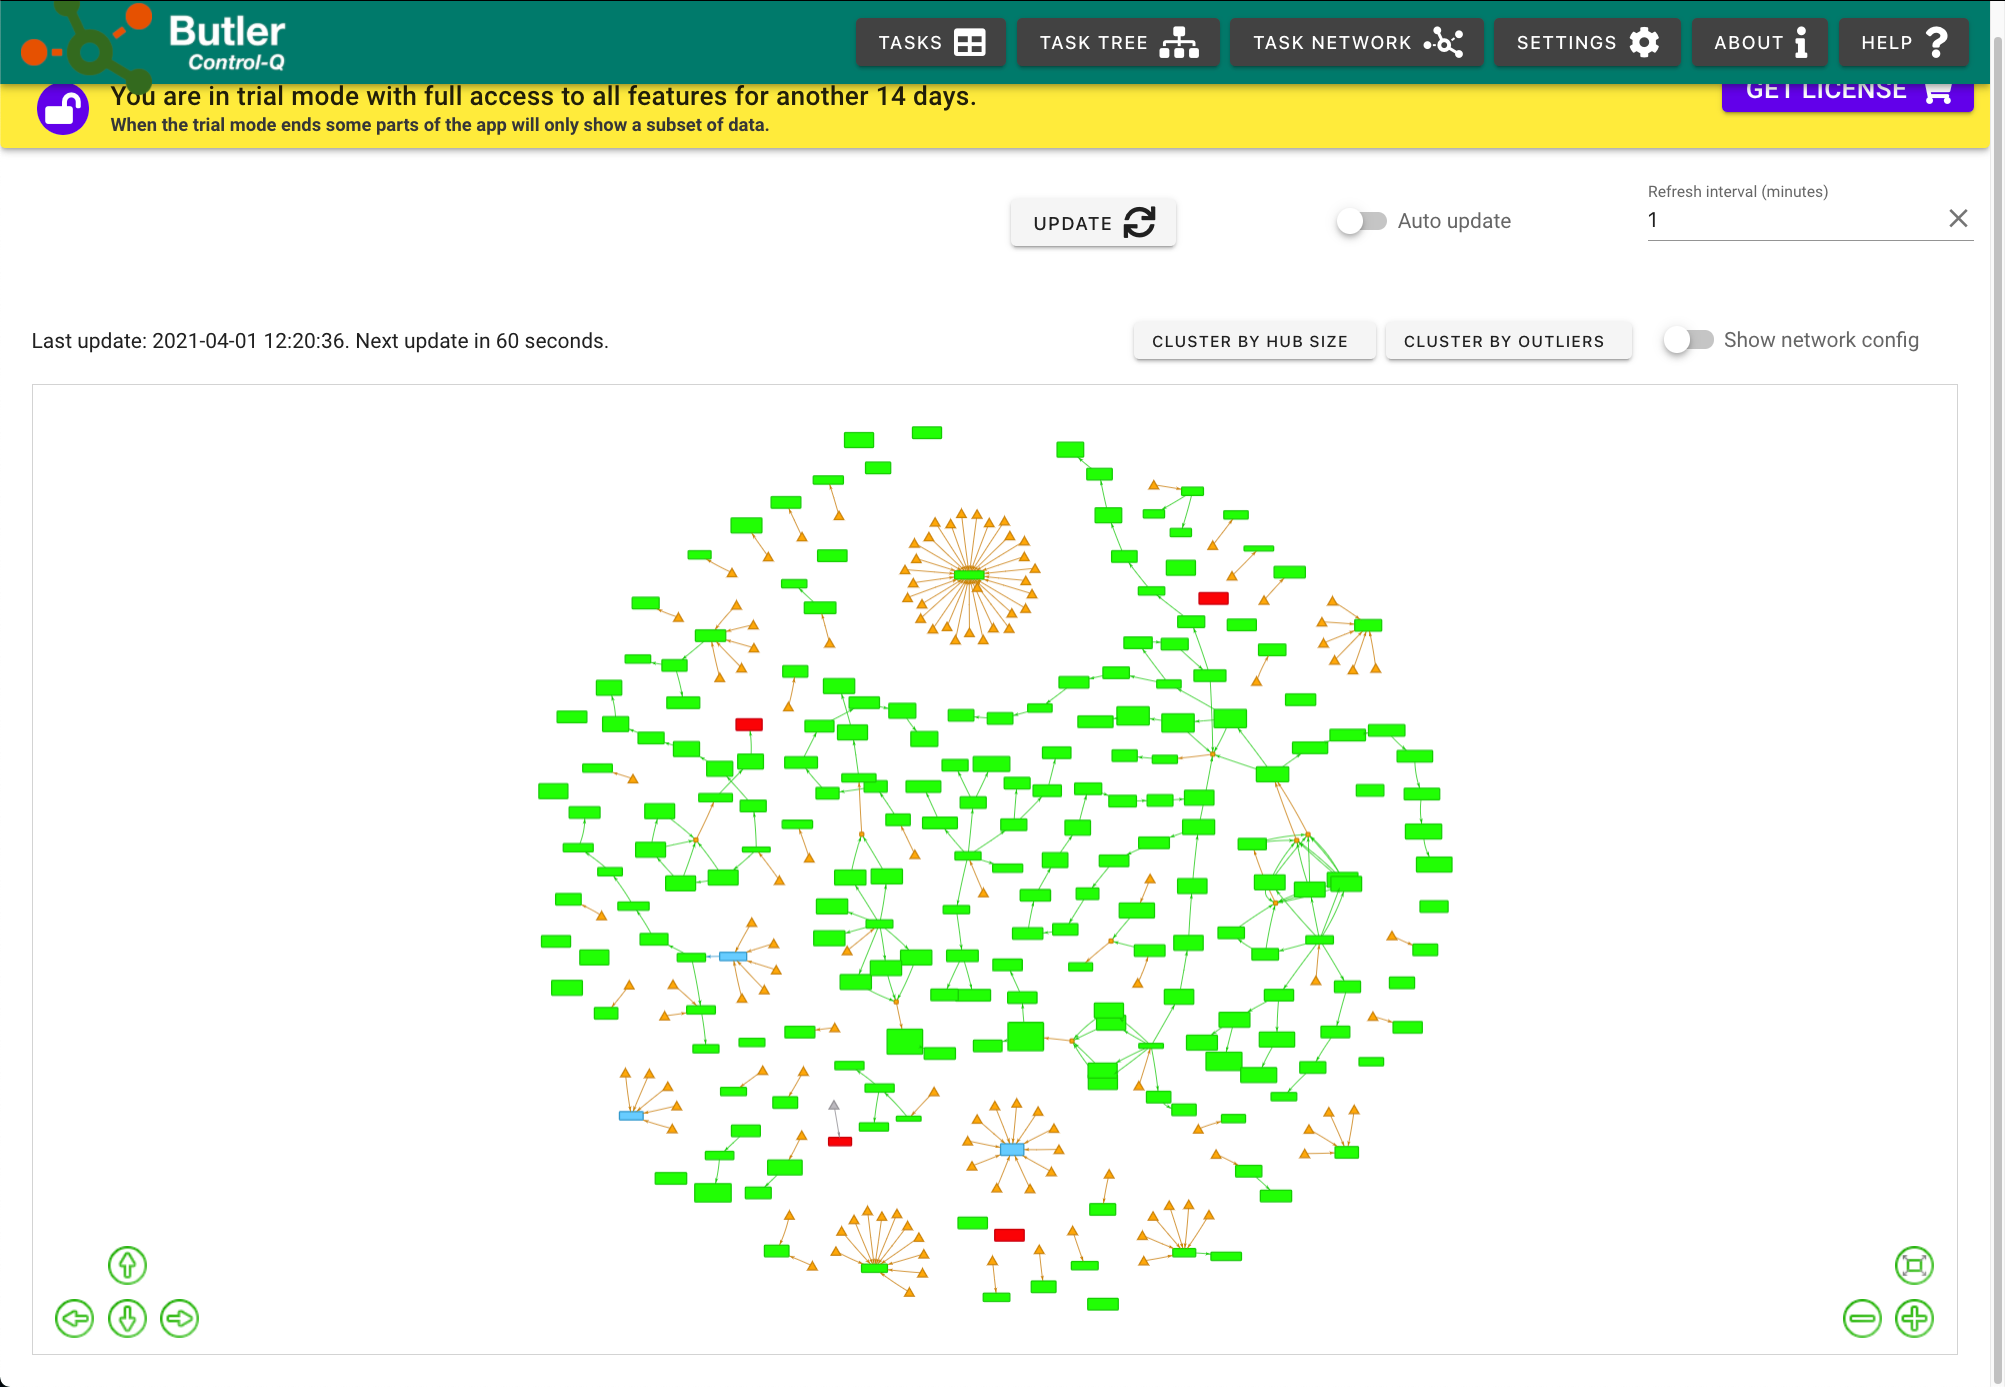 Butler
Control-Q
TASKS
TASK TREE
TASK NETWORK
SETTINGS
ABOUT
HELP
You are in trial mode with full access to all features for another 14 days.
When the trial mode ends some parts of the app will only show a subset of data.
GET LICENSE
UPDATE
Auto update
Refresh interval (minutes)
1
Last update: 2021-04-01 12:20:36. Next update in 60 seconds.
CLUSTER BY HUB SIZE
CLUSTER BY OUTLIERS
Show network config